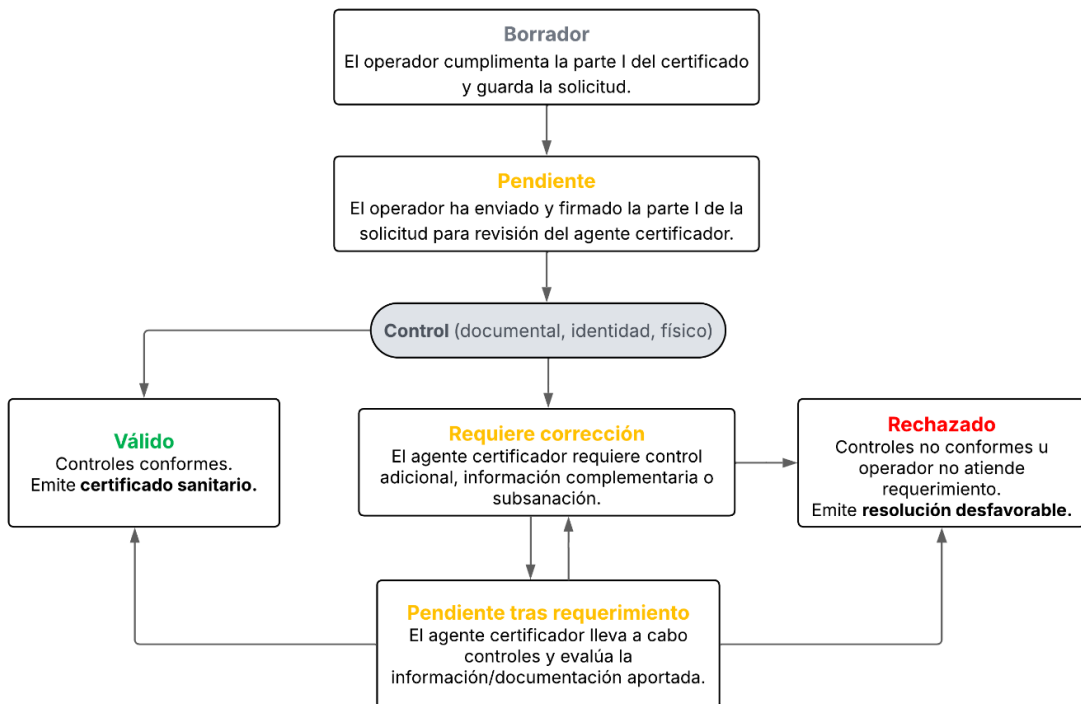 Borrador
El operador cumplimenta la parte I del certificado
y guarda la solicitud.
Pendiente
El operador ha enviado y firmado la parte I de la
solicitud para revisión del agente certificador.
Control (documental, identidad, físico)
Válido
Controles conformes.
Emite certificado sanitario.
Requiere corrección
El agente certificador requiere control
adicional, información complementaria o
subsanación.
Rechazado
Controles no conformes u
operador no atiende
requerimiento.
Emite resolución desfavorable.
Pendiente tras requerimiento
El agente certificador lleva a cabo
controles y evalúa la
información/documentación aportada.